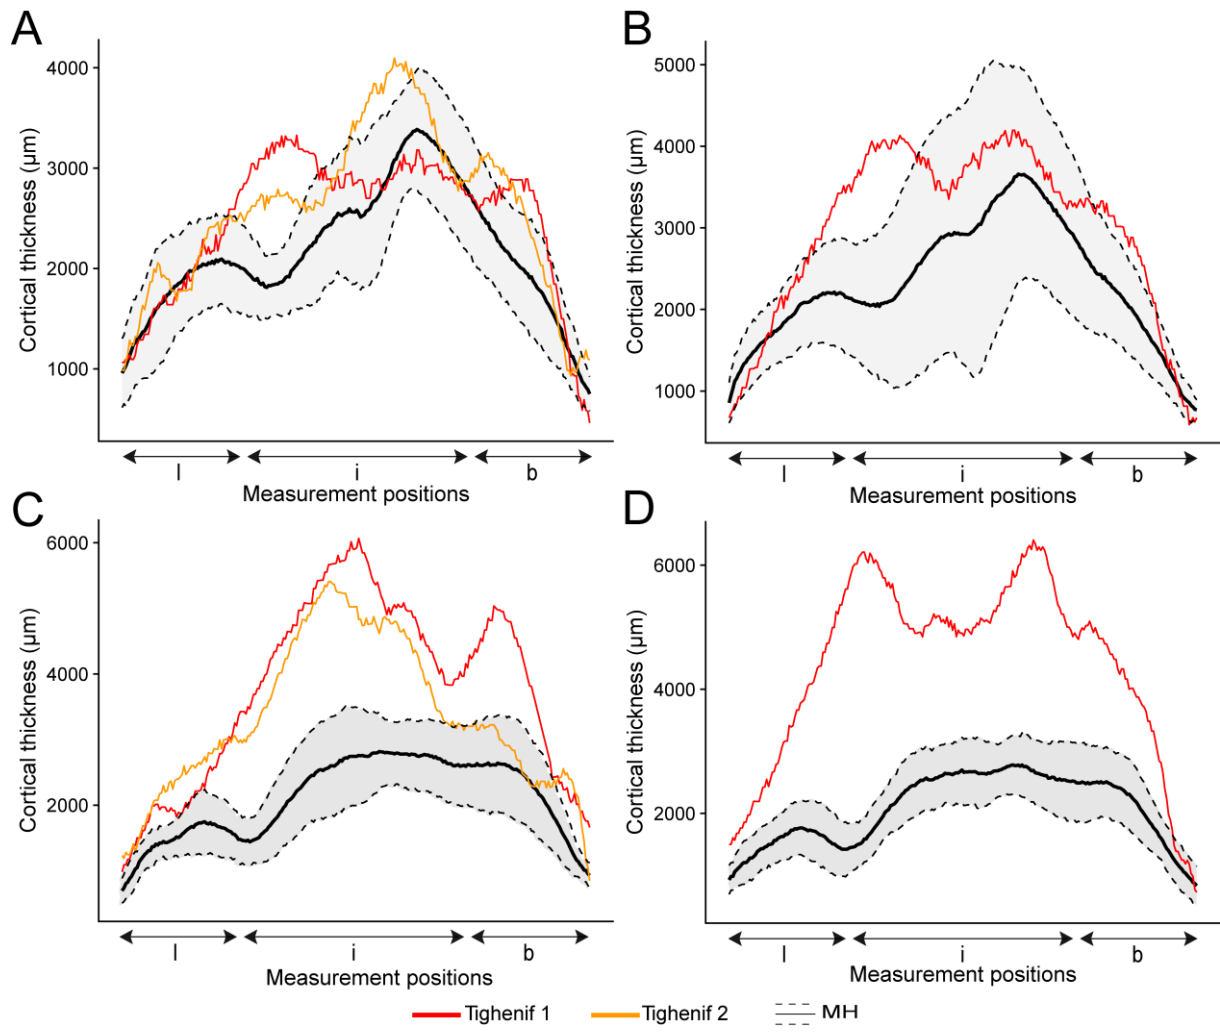 A
Cortical thickness (µm)
4000
3000
2000
1000
l i b
Measurement positions
B
Cortical thickness (µm)
5000
4000
3000
2000
1000
l i b
Measurement positions
C
Cortical thickness (µm)
6000
4000
2000
l i b
Measurement positions
D
Cortical thickness (µm)
6000
4000
2000
l i b
Measurement positions
Tighenif 1 Tighenif 2 MH